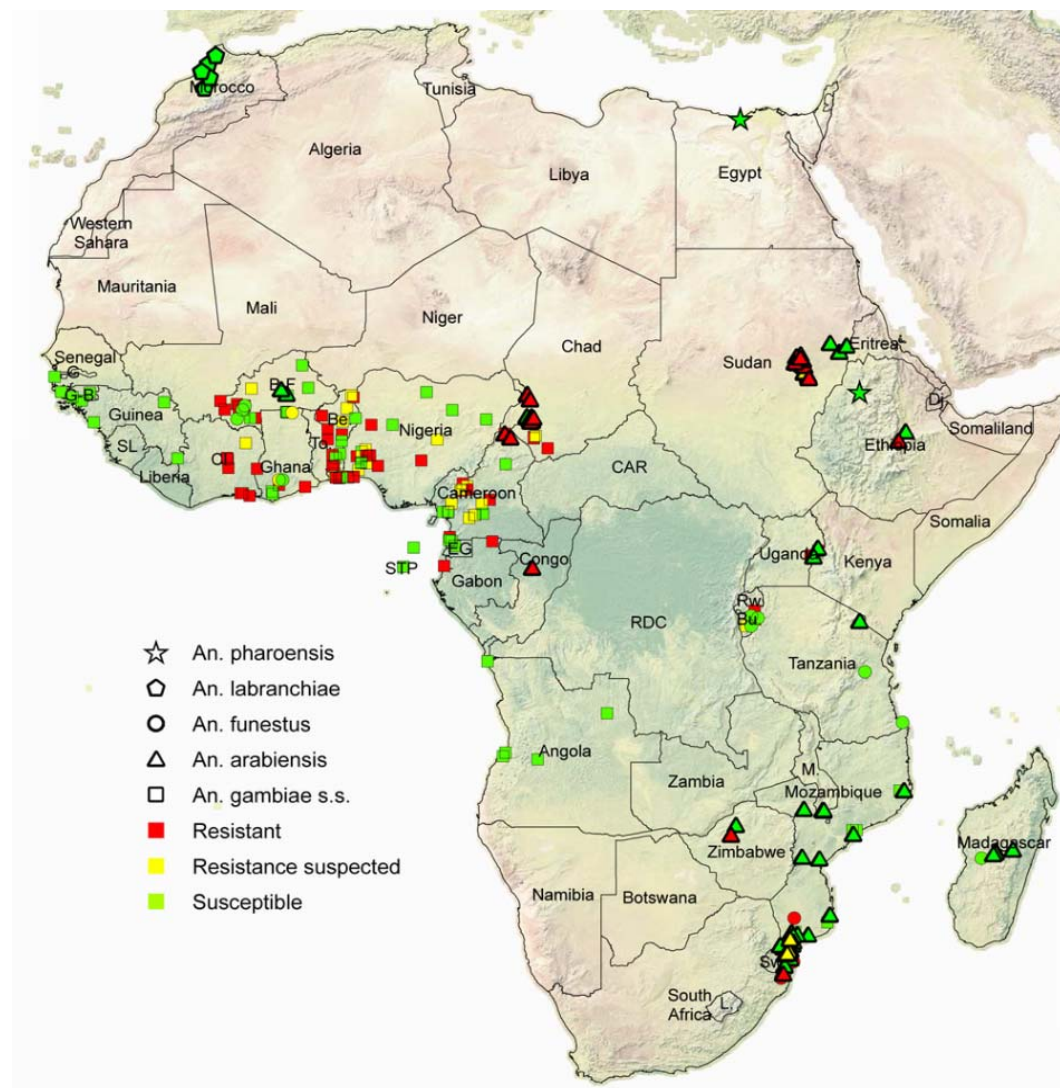 Morocco
Tunisia
Algeria
Libya
Egypt
Western
Sahara
Mauritania
Mali
Niger
Chad
Sudan
Eritrea
Senegal
G.
G-B.
Guinea
SL
Liberia
CI
B-F
Ghana
To.
Be.
Nigeria
Cameroon
CAR
Dj.
Somaliland
Ethiopia
Somalia
EG
STP
Gabon
Congo
RDC
Uganda
Kenya
Rw.
Bu.
Tanzania
An. pharoensis
An. labranchiae
An. funestus
An. arabiensis
An. gambiae s.s.
Resistant
Resistance suspected
Susceptible
Angola
Zambia
M.
Mozambique
Zimbabwe
Madagascar
Namibia
Botswana
Sw.
South
Africa
L.